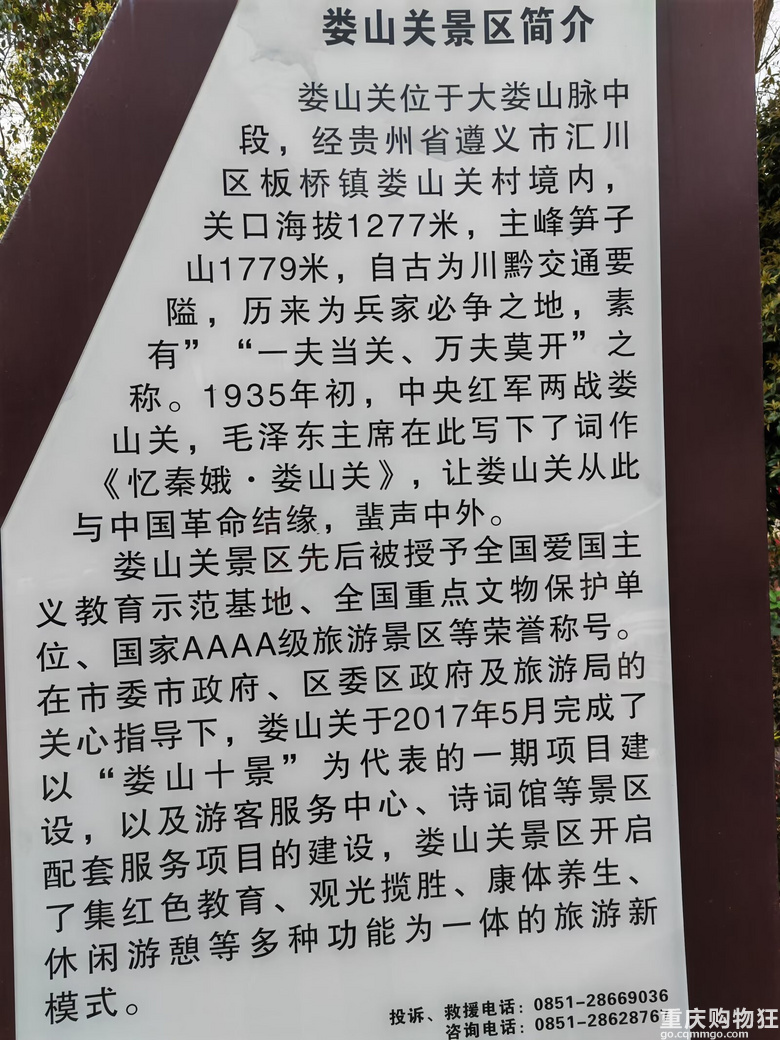 娄山关景区简介
娄山关位于大娄山脉中
段，经贵州省遵义市汇川
区板桥镇娄山关村境内，
关口海拔1277米，主峰笋子
山1779米，自古为川黔交通要
隘，历来为兵家必争之地，素
有”“一夫当关、万夫莫开”之
称。1935年初，中央红军两战娄
山关，毛泽东主席在此写下了词作
《忆秦娥·娄山关》，让娄山关从此
与中国革命结缘，蜚声中外。
娄山关景区先后被授予全国爱国主
义教育示范基地、全国重点文物保护单
位、国家AAAA级旅游景区等荣誉称号。
在市委市政府、区委区政府及旅游局的
关心指导下，娄山关于2017年5月完成了
以“娄山十景”为代表的一期项目建
设，以及游客服务中心、诗词馆等景区
配套服务项目的建设，娄山关景区开启
了集红色教育、观光揽胜、康体养生、
休闲游憩等多种功能为一体的旅游新
模式。
投诉、救援电话：0851-28669036
咨询电话：0851-2862876
重庆购物狂
go.cqmmgo.com